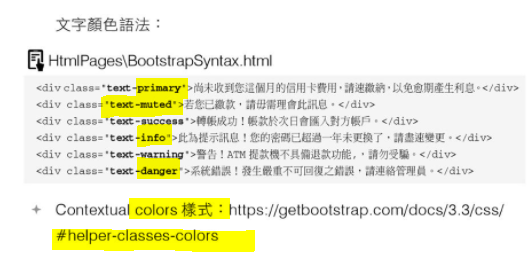 文字顏色語法：
HtmlPages\BootstrapSyntax.html
<div class="text-primary">尚未收到您這個月的信用卡費用，請速繳納，以免愈期產生利息。</div>
<div class="text-muted">若您已繳款，請毋需理會此訊息。</div>
<div class="text-success">轉帳成功！帳款於次日會匯入對方帳戶。</div>
<div class="text-info">此為提示訊息！您的密碼已超過一年未更換了，請盡速變更。</div>
<div class="text-warning">警告！ATM 提款機不具備退款功能，，請勿受騙。</div>
<div class="text-danger">系統錯誤！發生嚴重不可回復之錯誤，請連絡管理員。</div>
+ Contextual colors 樣式：https://getbootstrap.com/docs/3.3/css/
#helper-classes-colors